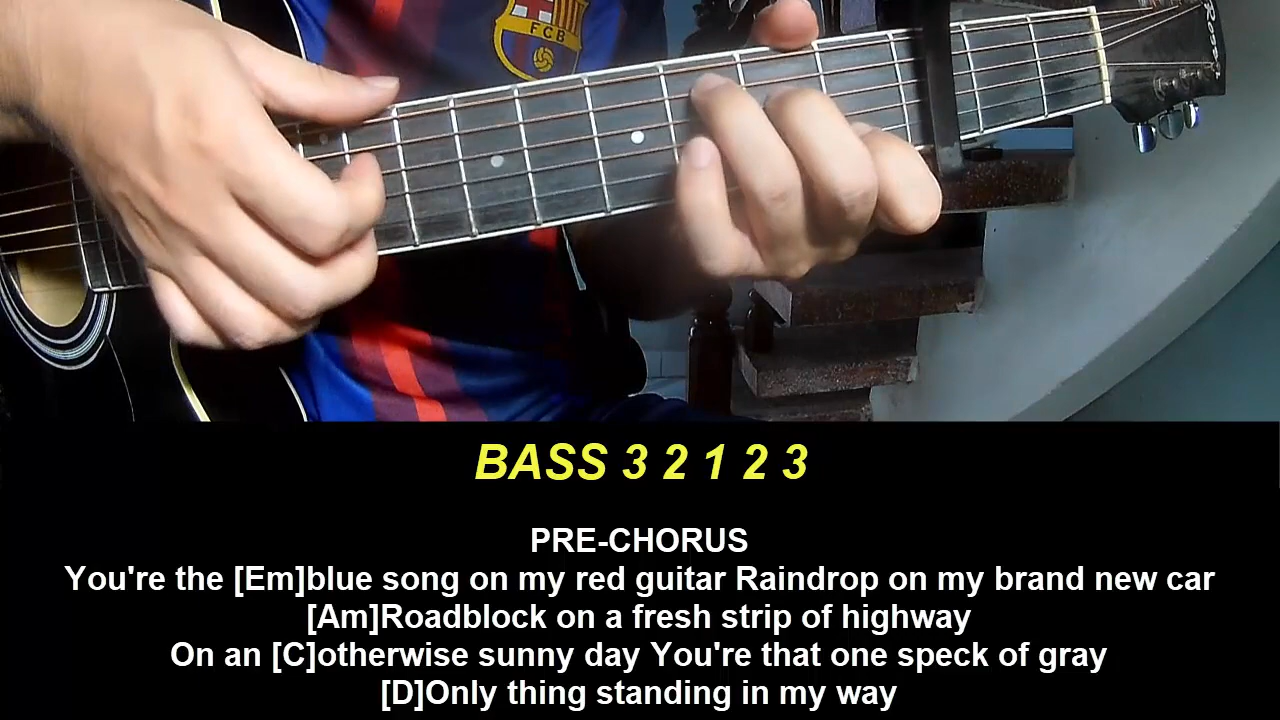 FCB
BASS 3 2 1 2 3
PRE-CHORUS
You're the [Em]blue song on my red guitar Raindrop on my brand new car
[Am]Roadblock on a fresh strip of highway
On an [C]otherwise sunny day You're that one speck of gray
[D]Only thing standing in my way